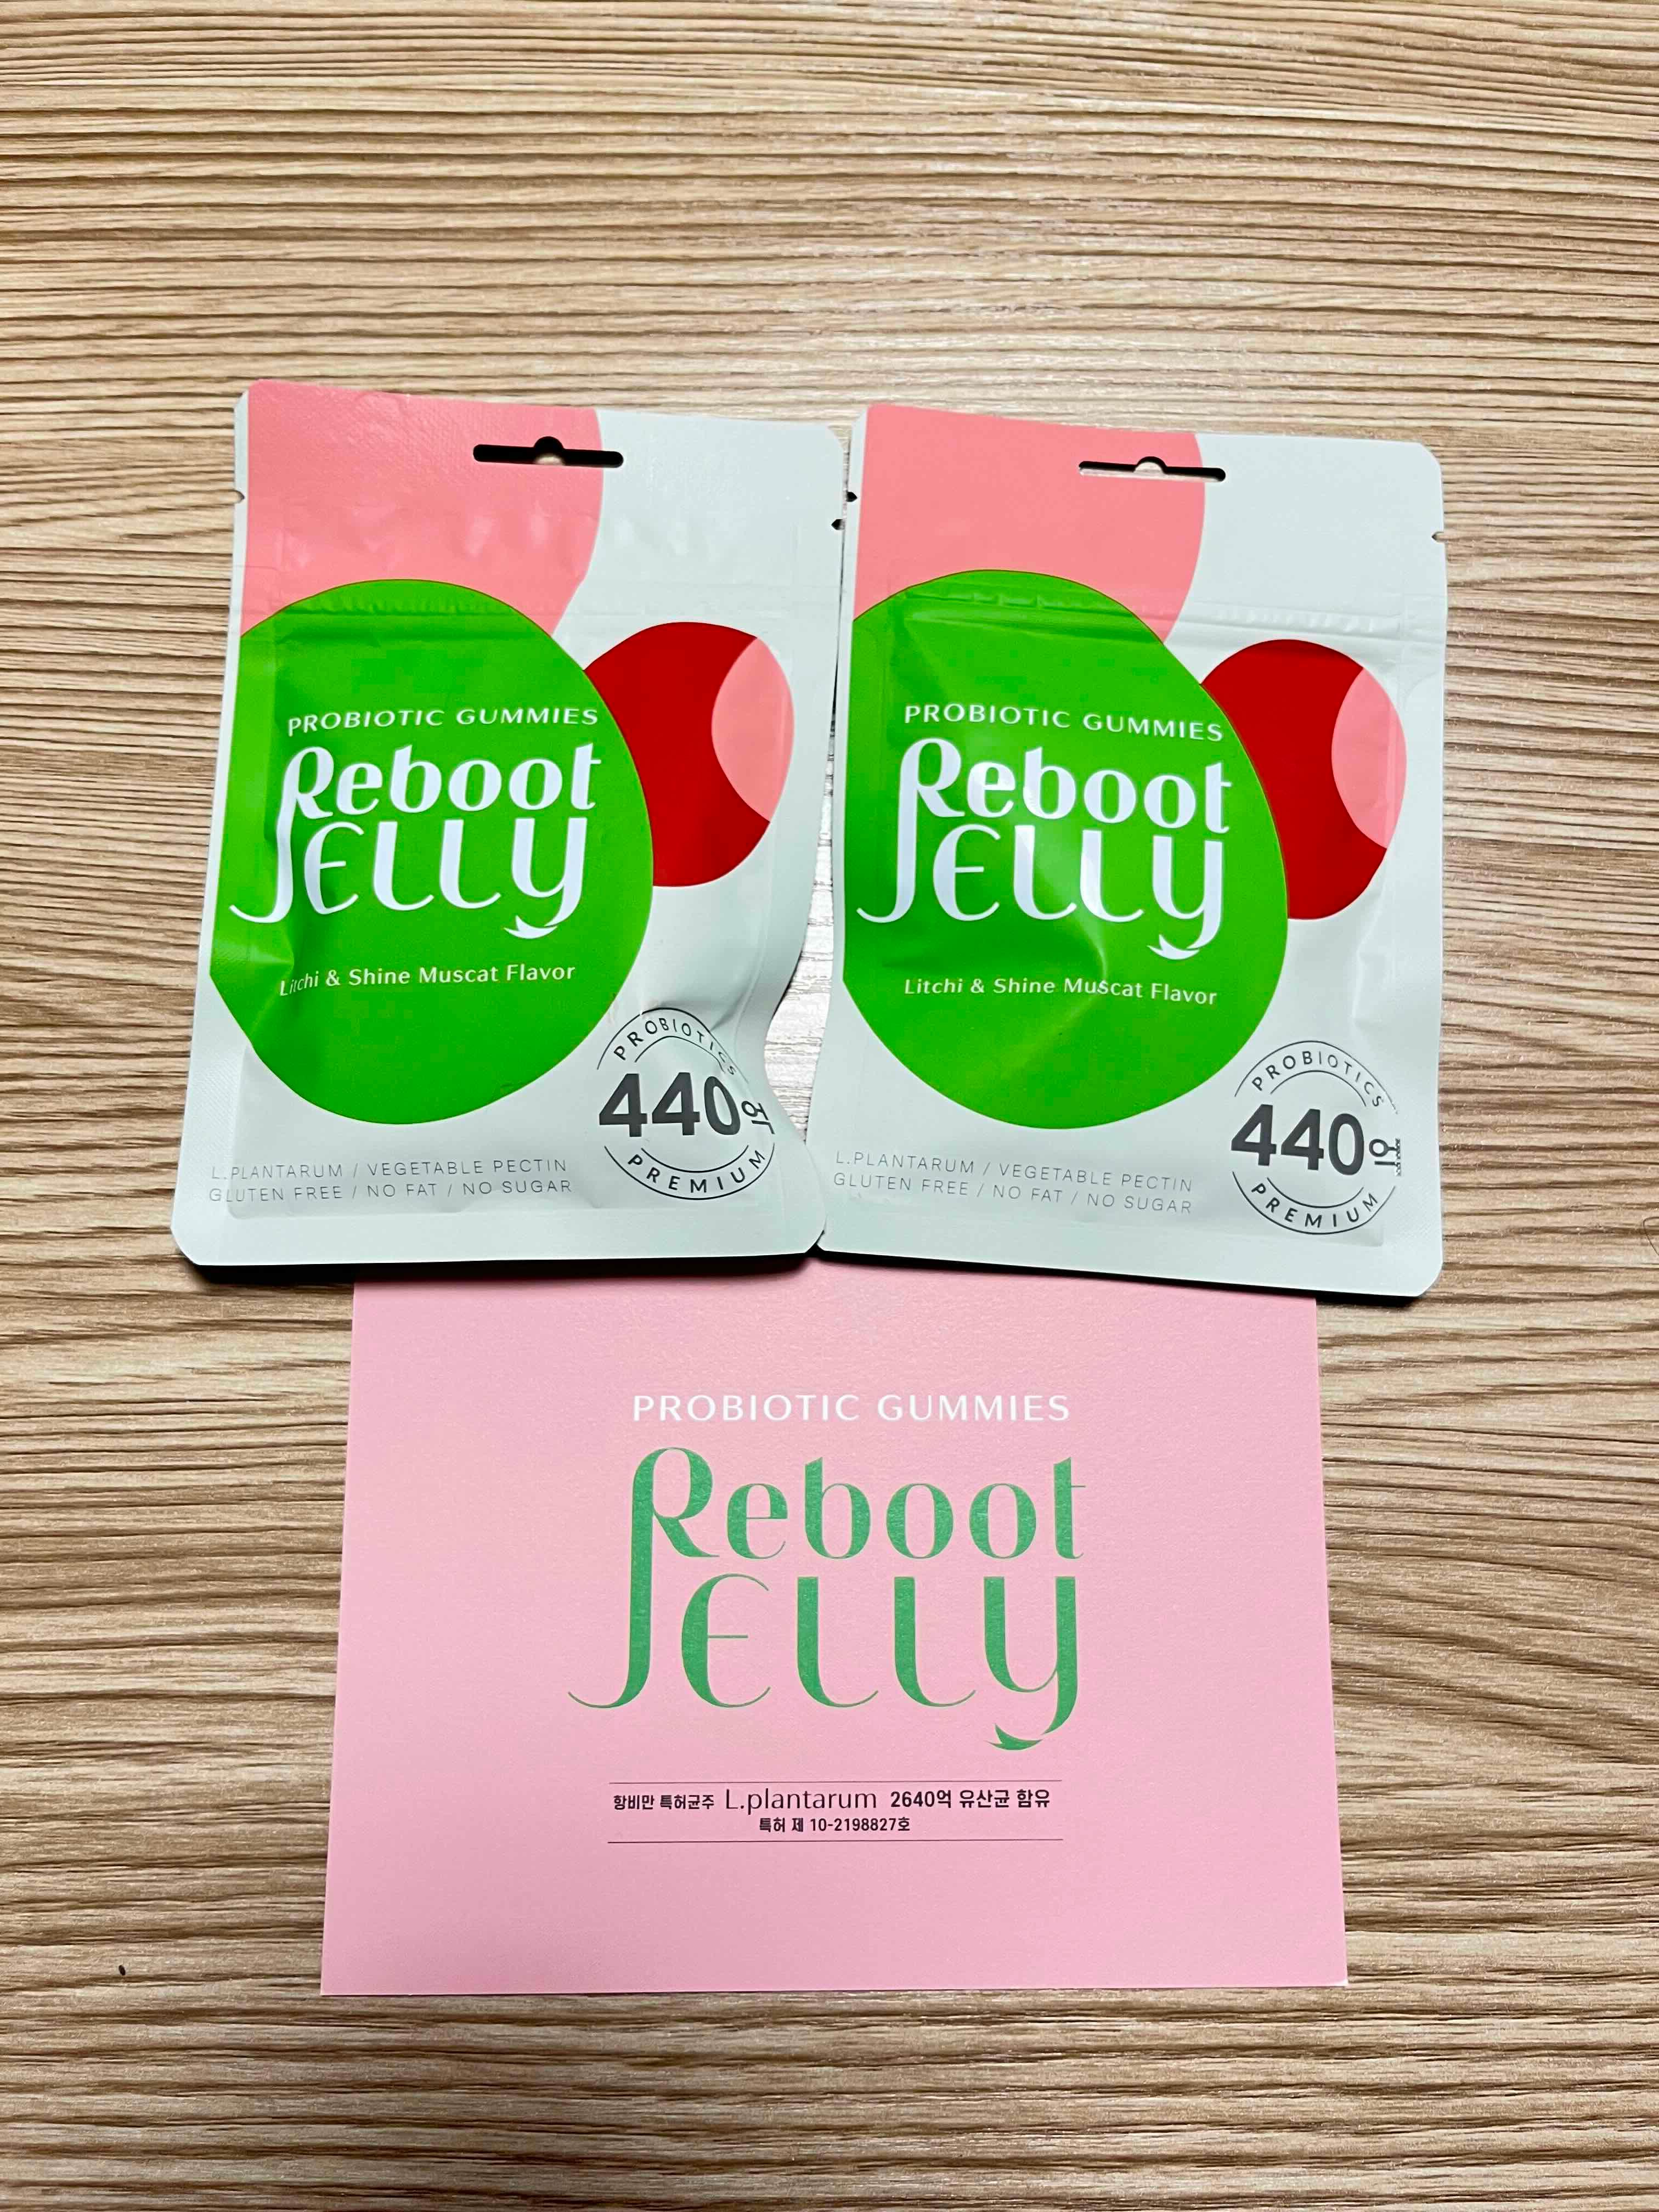 PROBIOTIC GUMMIES
Reboot
JELLY
Litchi & Shine Muscat Flavor
PROBIOTICS
440억
PREMIUM
L.PLANTARUM / VEGETABLE PECTIN
GLUTEN FREE / NO FAT / NO SUGAR
PROBIOTIC GUMMIES
Reboot
JELLY
Litchi & Shine Muscat Flavor
PROBIOTICS
440억
PREMIUM
L.PLANTARUM / VEGETABLE PECTIN
GLUTEN FREE / NO FAT / NO SUGAR
PROBIOTIC GUMMIES
Reboot
JELLY
항비만 특허균주 L.plantarum 2640억 유산균 함유
특허 제 10-2198827호